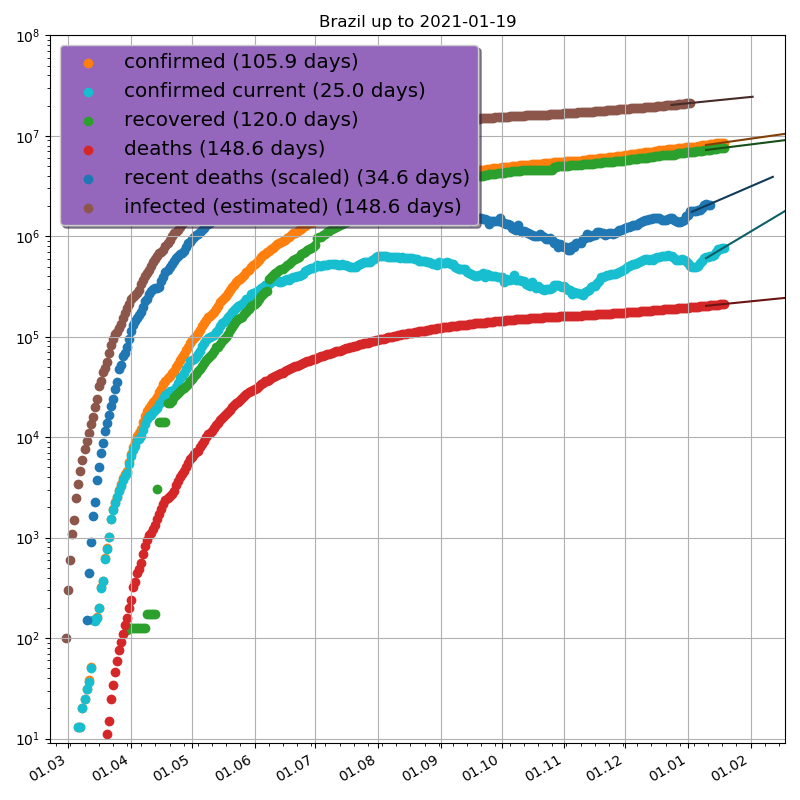 Brazil up to 2021-01-19
10^8
10^7
10^6
10^5
10^4
10^3
10^2
10^1
confirmed (105.9 days)
confirmed current (25.0 days)
recovered (120.0 days)
deaths (148.6 days)
recent deaths (scaled) (34.6 days)
infected (estimated) (148.6 days)
01.03 01.04 01.05 01.06 01.07 01.08 01.09 01.10 01.11 01.12 01.01 01.02